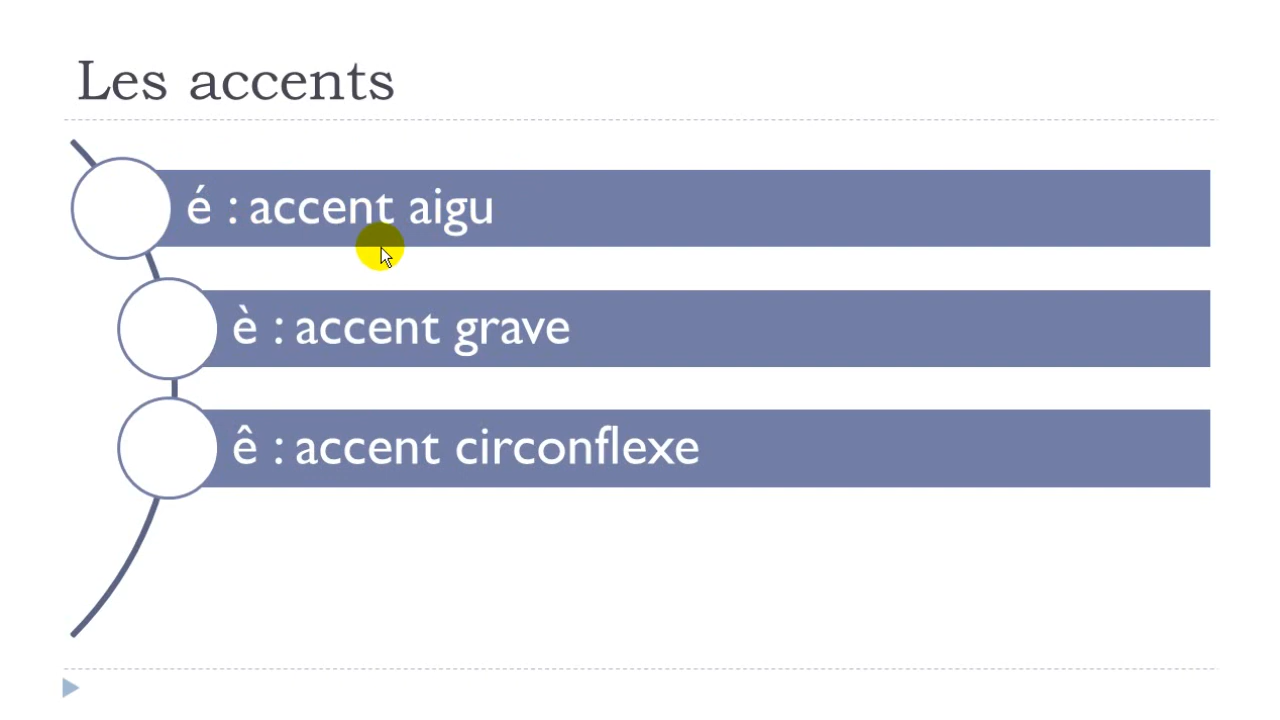 Les accents
é : accent aigu
è : accent grave
ê : accent circonflexe